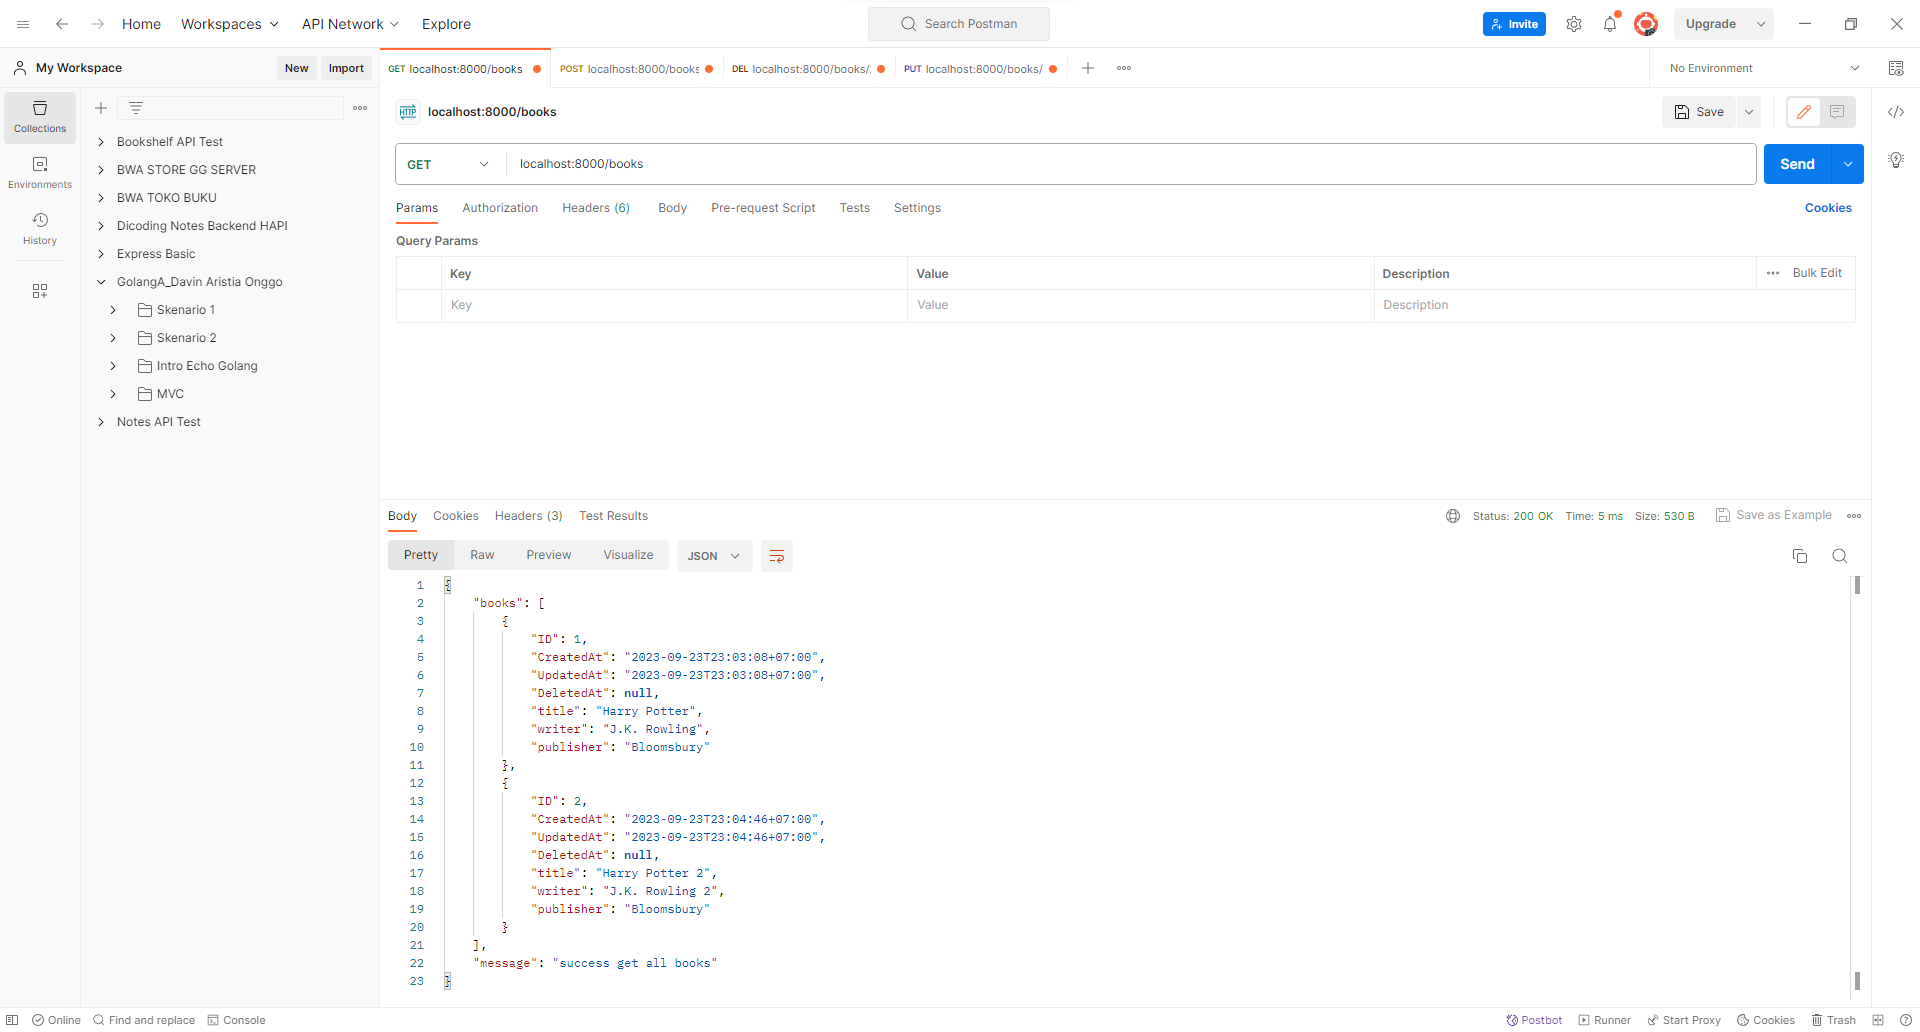 Home Workspaces API Network Explore Search Postman Invite Upgrade
My Workspace New Import GET localhost:8000/books POST localhost:8000/books DEL localhost:8000/books/ PUT localhost:8000/books/ No Environment
Collections
Environments
History
Bookshelf API Test
BWA STORE GG SERVER
BWA TOKO BUKU
Dicoding Notes Backend HAPI
Express Basic
GolangA_Davin Aristia Onggo
Skenario 1
Skenario 2
Intro Echo Golang
MVC
Notes API Test
HTTP localhost:8000/books Save
GET localhost:8000/books Send
Params Authorization Headers (6) Body Pre-request Script Tests Settings Cookies
Query Params
Key Value Description Bulk Edit
Key Value Description
Body Cookies Headers (3) Test Results Status: 200 OK Time: 5 ms Size: 530 B Save as Example
Pretty Raw Preview Visualize JSON
1 {
2 "books": [
3 {
4 "ID": 1,
5 "CreatedAt": "2023-09-23T23:03:08+07:00",
6 "UpdatedAt": "2023-09-23T23:03:08+07:00",
7 "DeletedAt": null,
8 "title": "Harry Potter",
9 "writer": "J.K. Rowling",
10 "publisher": "Bloomsbury"
11 },
12 {
13 "ID": 2,
14 "CreatedAt": "2023-09-23T23:04:46+07:00",
15 "UpdatedAt": "2023-09-23T23:04:46+07:00",
16 "DeletedAt": null,
17 "title": "Harry Potter 2",
18 "writer": "J.K. Rowling 2",
19 "publisher": "Bloomsbury"
20 }
21 ],
22 "message": "success get all books"
23 }
Online Find and replace Console Postbot Runner Start Proxy Cookies Trash